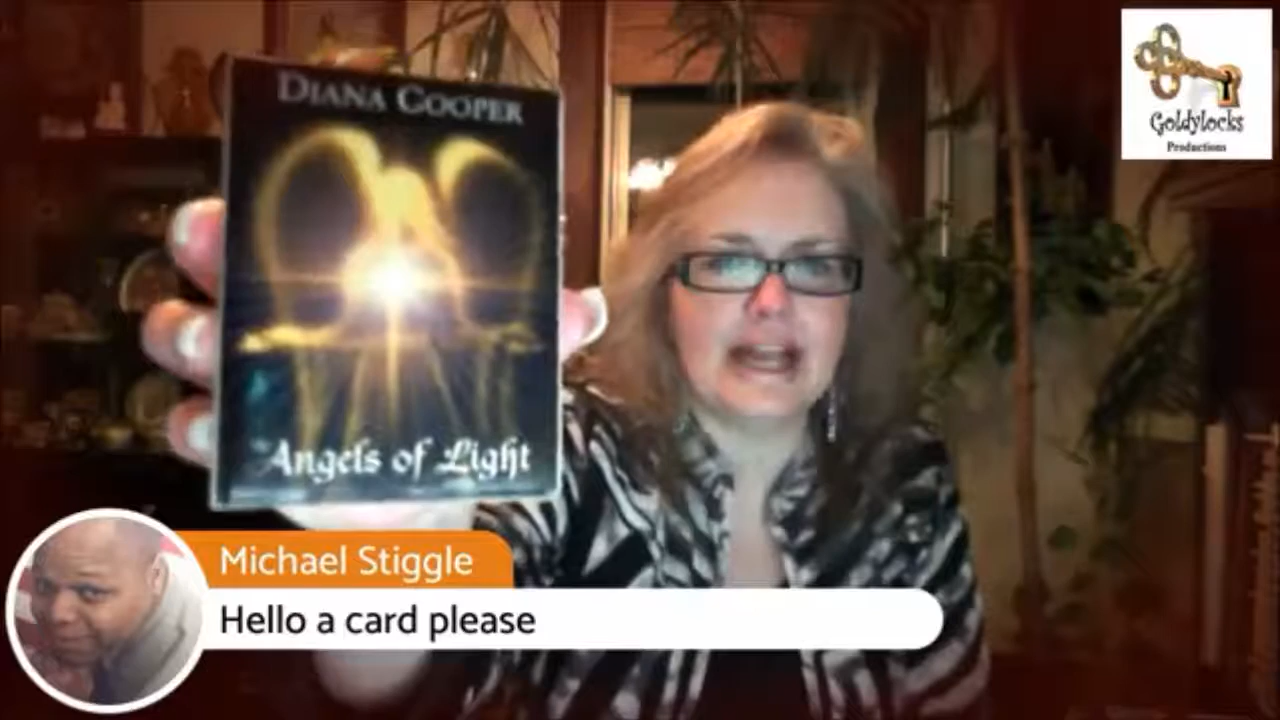 DIANA COOPER
Angels of Light
Goldylocks
Productions
Michael Stiggle
Hello a card please